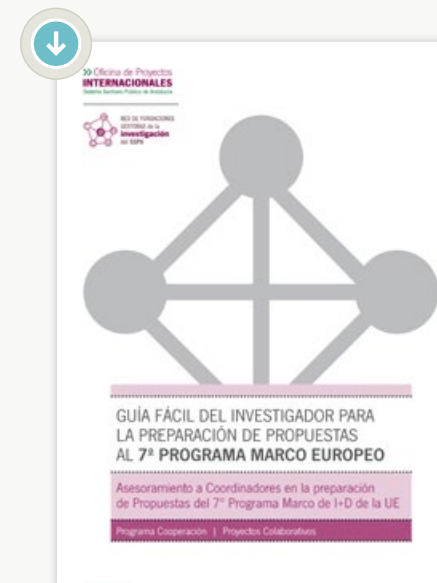 >> Oficina de Proyectos
INTERNACIONALES
Sistema Sanitario Público de Andalucía
RED DE FUNDACIONES
GESTORAS de la
investigación
del SSPA
GUÍA FÁCIL DEL INVESTIGADOR PARA
LA PREPARACIÓN DE PROPUESTAS
AL 7º PROGRAMA MARCO EUROPEO
Asesoramiento a Coordinadores en la preparación
de Propuestas del 7º Programa Marco de I+D de la UE
Programa Cooperación | Proyectos Colaborativos